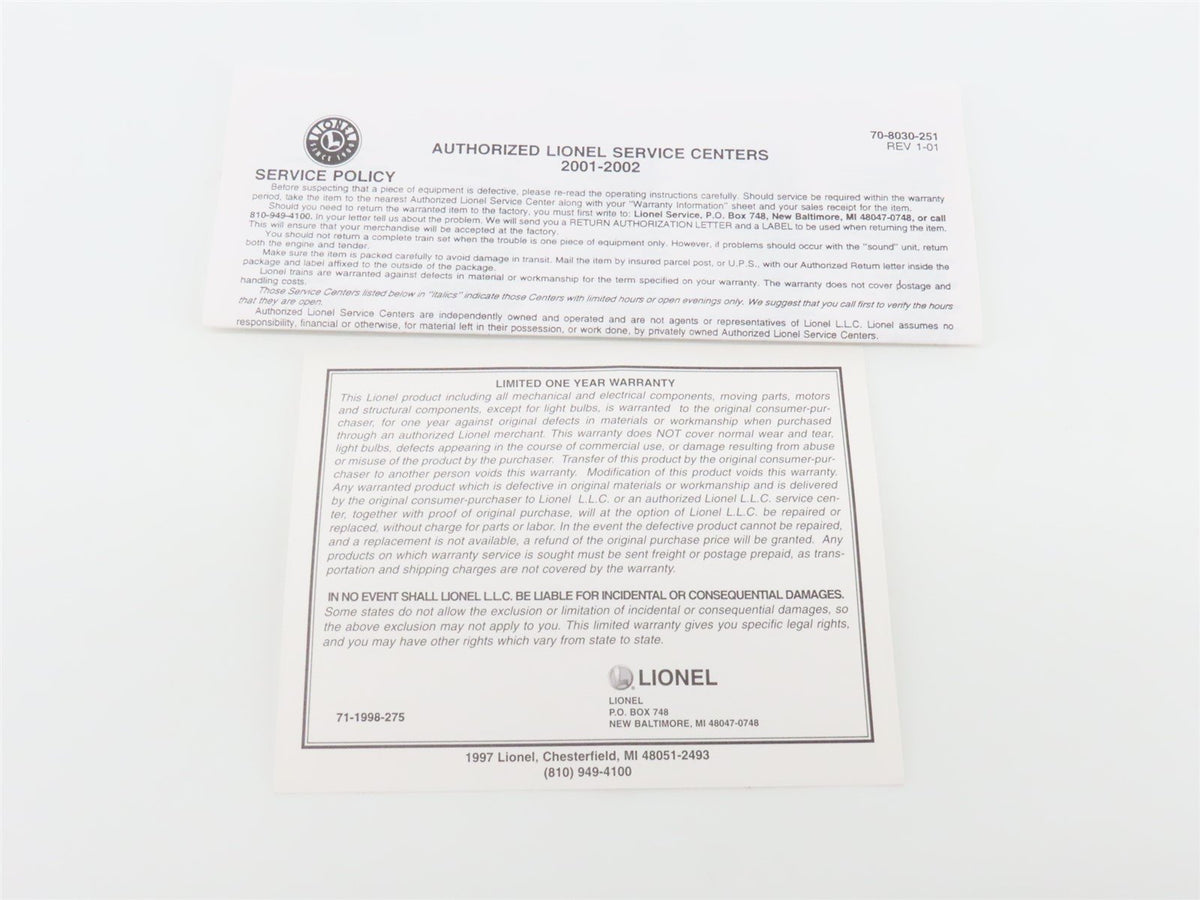 LIONEL
SINCE 1900
L
AUTHORIZED LIONEL SERVICE CENTERS
2001-2002
70-8030-251
REV 1-01
SERVICE POLICY
Before suspecting that a piece of equipment is defective, please re-read the operating instructions carefully. Should service be required within the warranty
period, take the item to the nearest Authorized Lionel Service Center along with your "Warranty Information" sheet and your sales receipt for the item.
Should you need to return the warranted item to the factory, you must first write to: Lionel Service, P.O. Box 748, New Baltimore, MI 48047-0748, or call
810-949-4100. In your letter tell us about the problem. We will send you a RETURN AUTHORIZATION LETTER and a LABEL to be used when returning the item.
This will ensure that your merchandise will be accepted at the factory.
You should not return a complete train set when the trouble is one piece of equipment only. However, if problems should occur with the "sound" unit, return
both the engine and tender.
Make sure the item is packed carefully to avoid damage in transit. Mail the item by insured parcel post, or U.P.S., with our Authorized Return letter inside the
package and label affixed to the outside of the package.
Lionel trains are warranted against defects in material or workmanship for the term specified on your warranty. The warranty does not cover postage and
handling costs.
Those Service Centers listed below in "italics" indicate those Centers with limited hours or open evenings only. We suggest that you call first to verify the hours
that they are open.
Authorized Lionel Service Centers are independently owned and operated and are not agents or representatives of Lionel L.L.C. Lionel assumes no
responsibility, financial or otherwise, for material left in their possession, or work done, by privately owned Authorized Lionel Service Centers.
LIMITED ONE YEAR WARRANTY
This Lionel product including all mechanical and electrical components, moving parts, motors
and structural components, except for light bulbs, is warranted to the original consumer-pur-
chaser, for one year against original defects in materials or workmanship when purchased
through an authorized Lionel merchant. This warranty does NOT cover normal wear and tear,
light bulbs, defects appearing in the course of commercial use, or damage resulting from abuse
or misuse of the product by the purchaser. Transfer of this product by the original consumer-pur-
chaser to another person voids this warranty. Modification of this product voids this warranty.
Any warranted product which is defective in original materials or workmanship and is delivered
by the original consumer-purchaser to Lionel L.L.C. or an authorized Lionel L.L.C. service cen-
ter, together with proof of original purchase, will at the option of Lionel L.L.C. be repaired or
replaced, without charge for parts or labor. In the event the defective product cannot be repaired,
and a replacement is not available, a refund of the original purchase price will be granted. Any
products on which warranty service is sought must be sent freight or postage prepaid, as trans-
portation and shipping charges are not covered by the warranty.
IN NO EVENT SHALL LIONEL L.L.C. BE LIABLE FOR INCIDENTAL OR CONSEQUENTIAL DAMAGES.
Some states do not allow the exclusion or limitation of incidental or consequential damages, so
the above exclusion may not apply to you. This limited warranty gives you specific legal rights,
and you may have other rights which vary from state to state.
L LIONEL
LIONEL
P.O. BOX 748
NEW BALTIMORE, MI 48047-0748
71-1998-275
1997 Lionel, Chesterfield, MI 48051-2493
(810) 949-4100